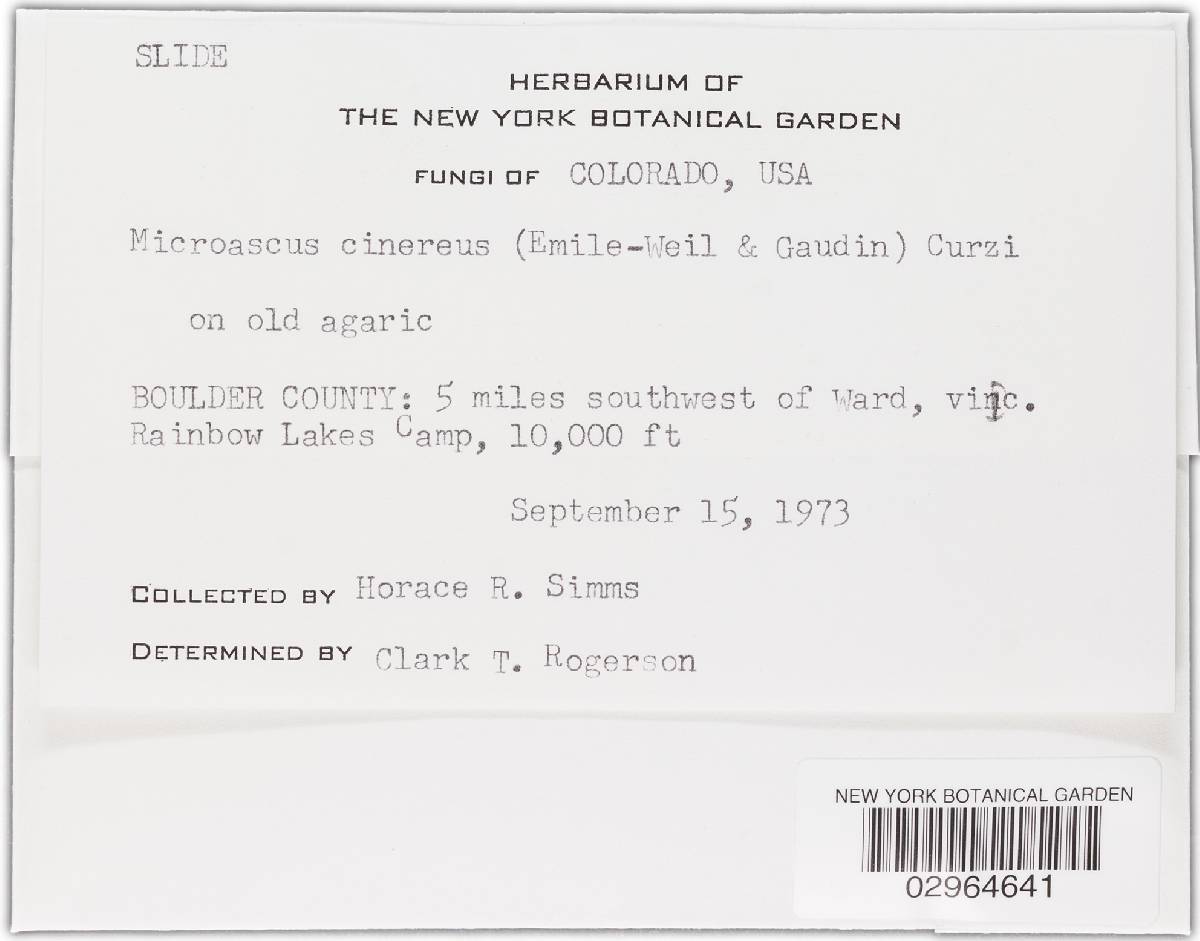 SLIDE
HERBARIUM OF
THE NEW YORK BOTANICAL GARDEN
FUNGI OF COLORADO, USA
Microascus cinereus (Emile-Weil & Gaudin) Curzi
on old agaric
BOULDER COUNTY: 5 miles southwest of Ward, vinc.
Rainbow Lakes Camp, 10,000 ft
September 15, 1973
COLLECTED BY Horace R. Simms
DETERMINED BY Clark T. Rogerson
NEW YORK BOTANICAL GARDEN
02964641